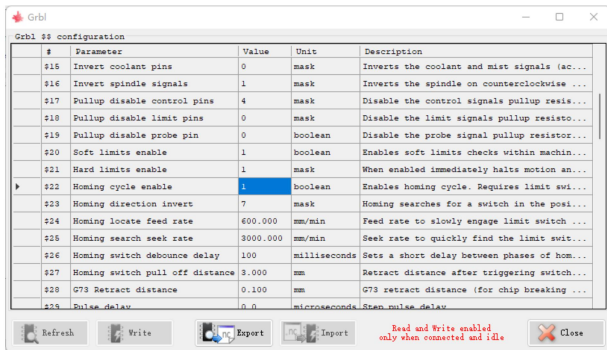 Grbl
Grbl $$ configuration
# Parameter Value Unit Description
$15 Invert coolant pins 0 mask Inverts the coolant and mist signals (ac...
$16 Invert spindle signals 1 mask Inverts the spindle on counterclockwise ...
$17 Pullup disable control pins 4 mask Disable the control signals pullup resis...
$18 Pullup disable limit pins 0 mask Disable the limit signals pullup resisto...
$19 Pullup disable probe pin 0 boolean Disable the probe signal pullup resistor...
$20 Soft limits enable 1 boolean Enables soft limits checks within machin...
$21 Hard limits enable 1 mask When enabled immediately halts motion an...
$22 Homing cycle enable 1 boolean Enables homing cycle. Requires limit swi...
$23 Homing direction invert 7 mask Homing searches for a switch in the posi...
$24 Homing locate feed rate 600.000 mm/min Feed rate to slowly engage limit switch ...
$25 Homing search seek rate 3000.000 mm/min Seek rate to quickly find the limit swit...
$26 Homing switch debounce delay 100 milliseconds Sets a short delay between phases of hom...
$27 Homing switch pull off distance 3.000 mm Retract distance after triggering switch...
$28 G73 Retract distance 0.100 mm G73 retract distance (for chip breaking ...
$29 Pulse delay 0.0 microseconds Step pulse delay
Refresh Write Export Import Read and Write enabled
only when connected and idle Close